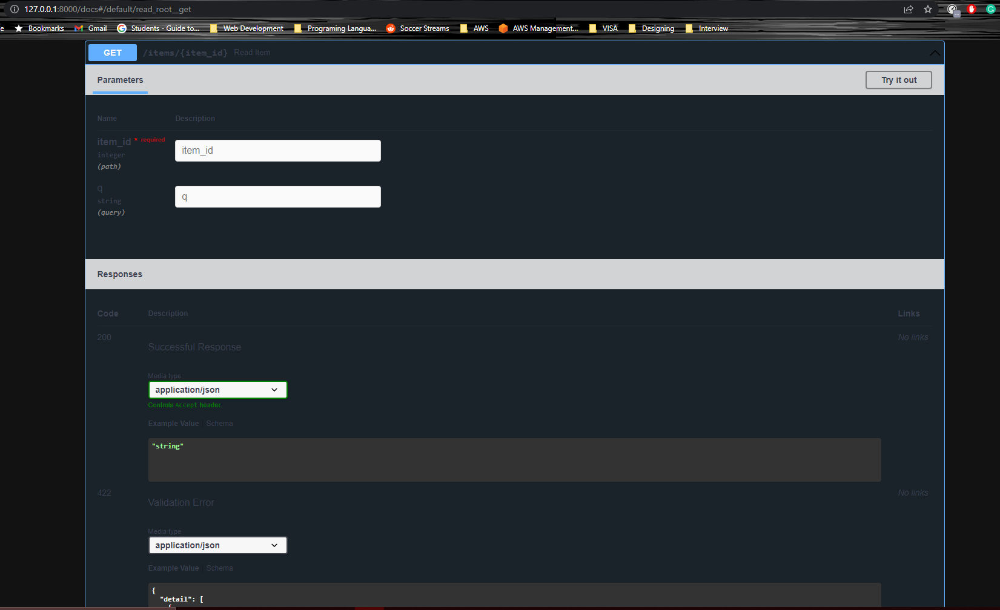 127.0.0.1:8000/docs#/default/read_root__get
e Bookmarks Gmail Students - Guide to... Web Development Programing Langua... Soccer Streams AWS AWS Management... VISA Designing Interview
GET /items/{item_id} Read Item
Parameters Try it out
Name Description
item_id * required
integer
(path)
item_id
q
string
(query)
q
Responses
Code Description Links
200 No links
Successful Response
Media type
application/json
Controls Accept header.
Example Value Schema
"string"
422 No links
Validation Error
Media type
application/json
Example Value Schema
{
"detail": [
{